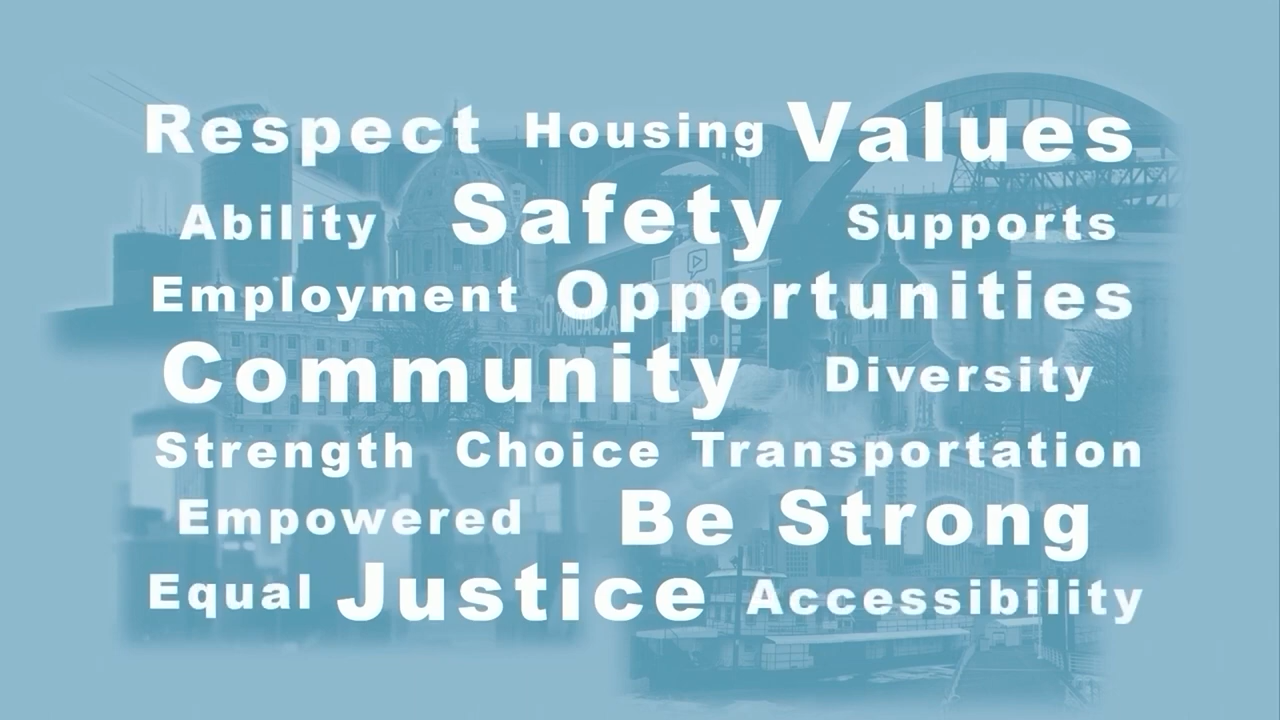 Respect Housing Values
Ability Safety Supports
Employment Opportunities
Community Diversity
Strength Choice Transportation
Empowered Be Strong
Equal Justice Accessibility